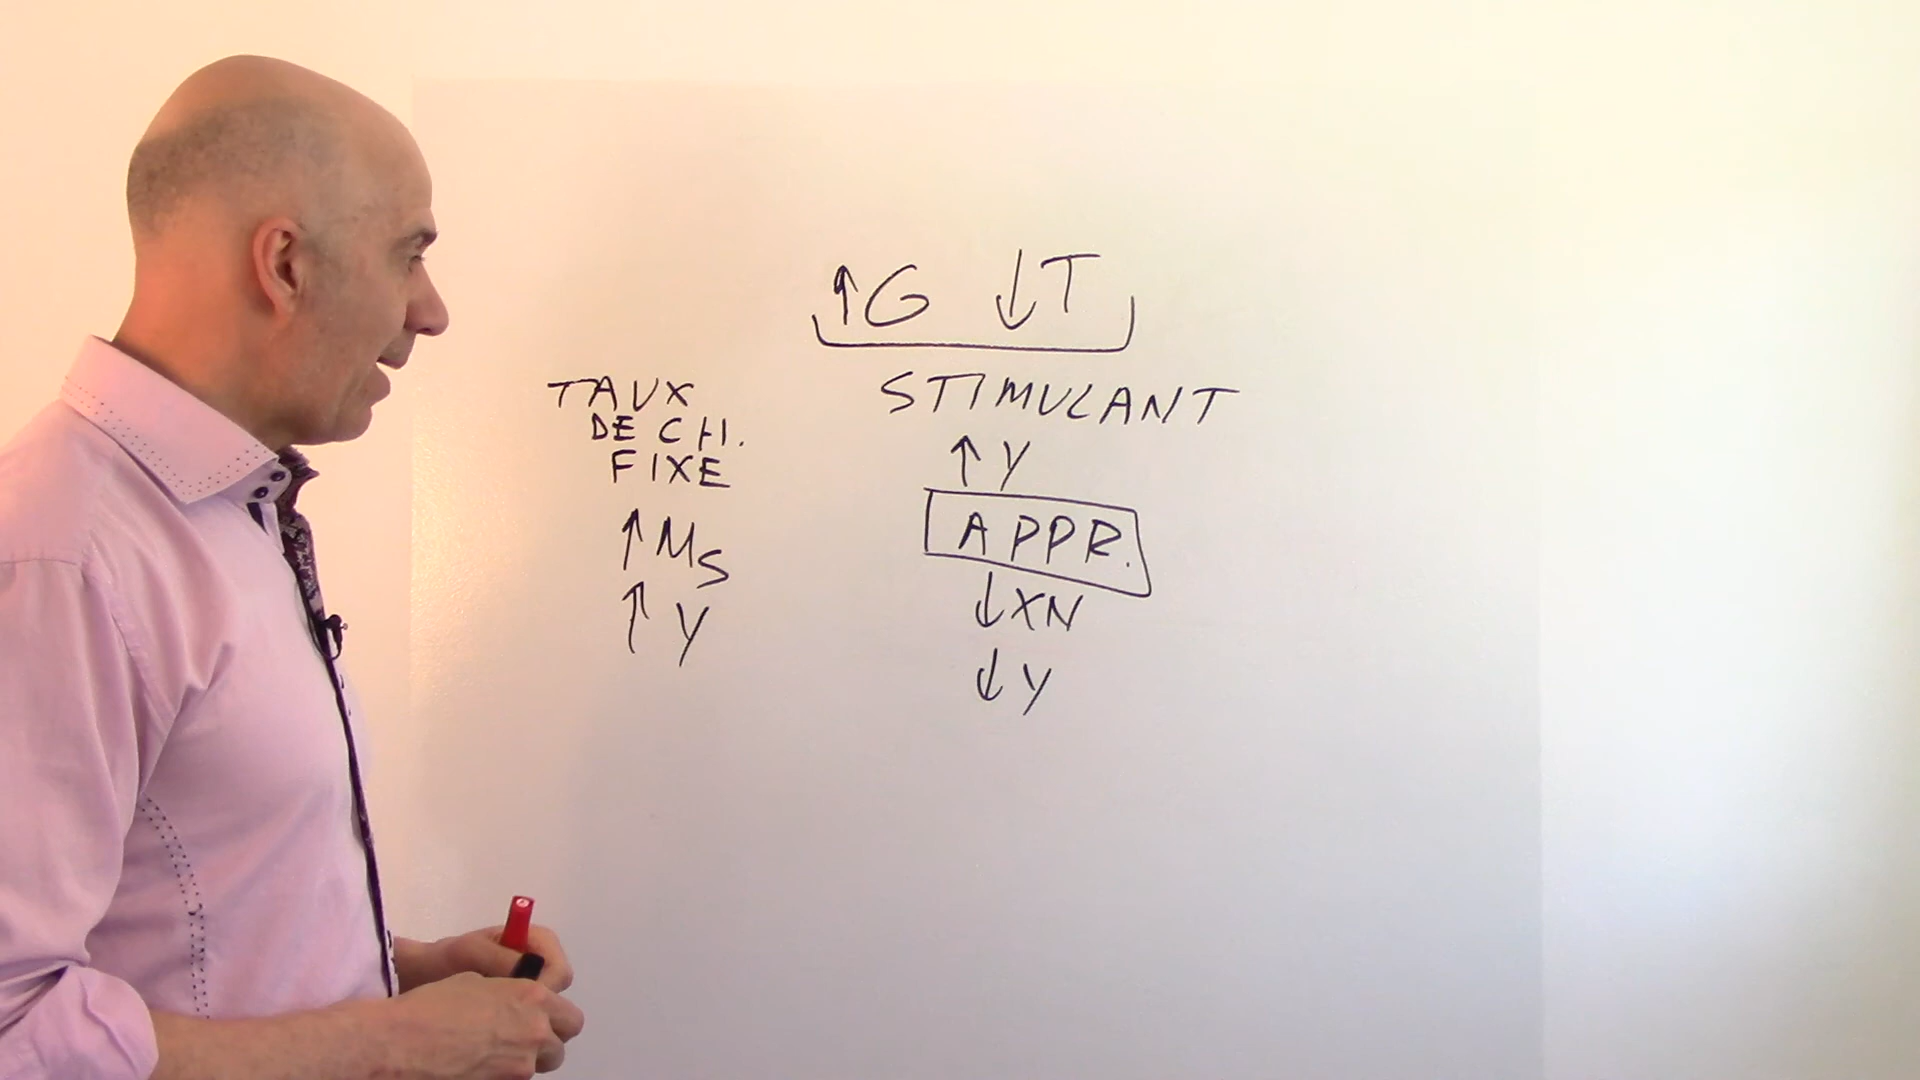 ↑G ↓T
TAUX
DE CH.
FIXE
↑MS
↑Y
STIMULANT
↑Y
APPR.
↓XN
↓Y